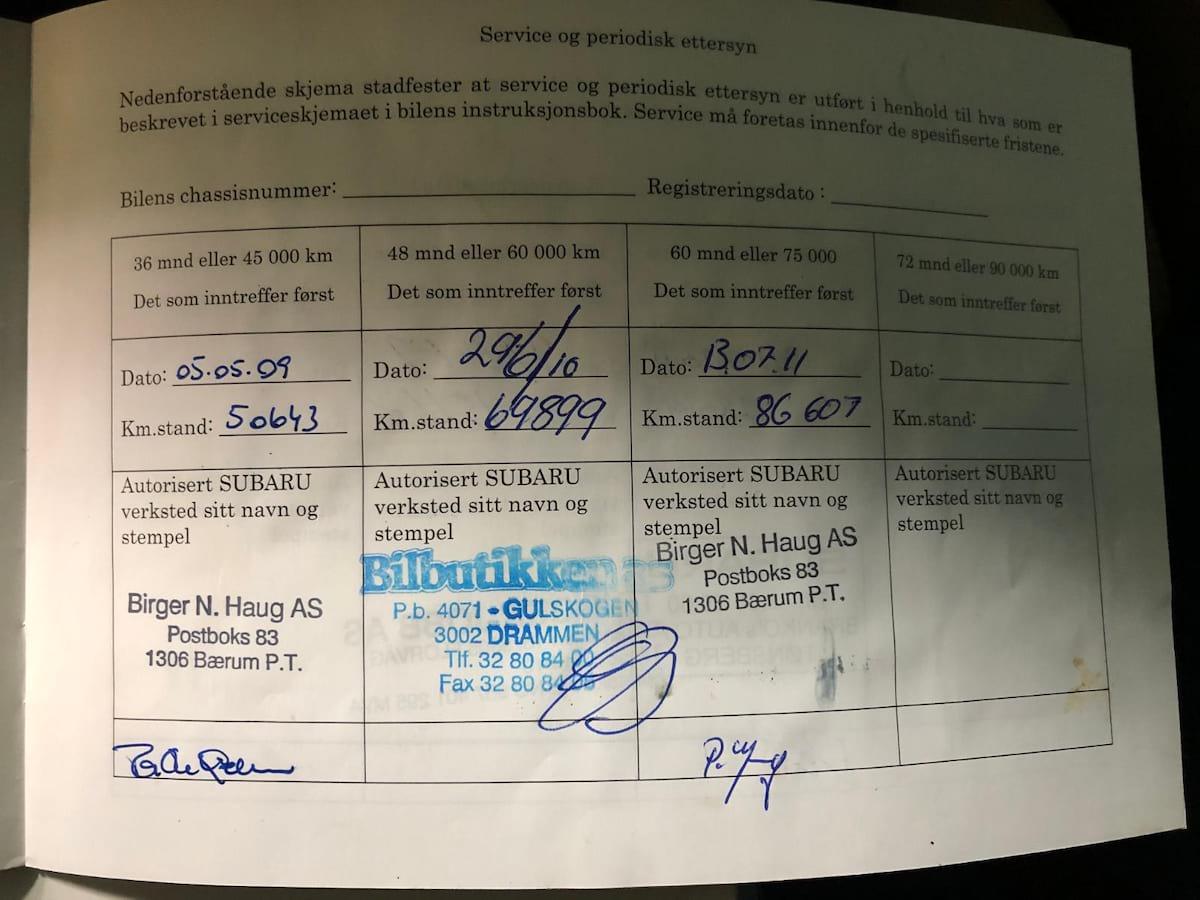 Service og periodisk ettersyn
Nedenforstående skjema stadfester at service og periodisk ettersyn er utført i henhold til hva som er
beskrevet i serviceskjemaet i bilens instruksjonsbok. Service må foretas innenfor de spesifiserte fristene.
Bilens chassisnummer:
Registreringsdato :
36 mnd eller 45 000 km
Det som inntreffer først
48 mnd eller 60 000 km
Det som inntreffer først
60 mnd eller 75 000
Det som inntreffer først
72 mnd eller 90 000 km
Det som inntreffer først
Dato: 05.05.09
Km.stand: 50643
Dato: 29/6/10
Km.stand: 69899
Dato: 13.07.11
Km.stand: 86 607
Dato:
Km.stand:
Autorisert SUBARU
verksted sitt navn og
stempel
Birger N. Haug AS
Postboks 83
1306 Bærum P.T.
Autorisert SUBARU
verksted sitt navn og
stempel
Bilbutikken as
P.b. 4071 - GULSKOGEN
3002 DRAMMEN
Tlf. 32 80 84 00
Fax 32 80 84
Autorisert SUBARU
verksted sitt navn og
stempel
Birger N. Haug AS
Postboks 83
1306 Bærum P.T.
Autorisert SUBARU
verksted sitt navn og
stempel